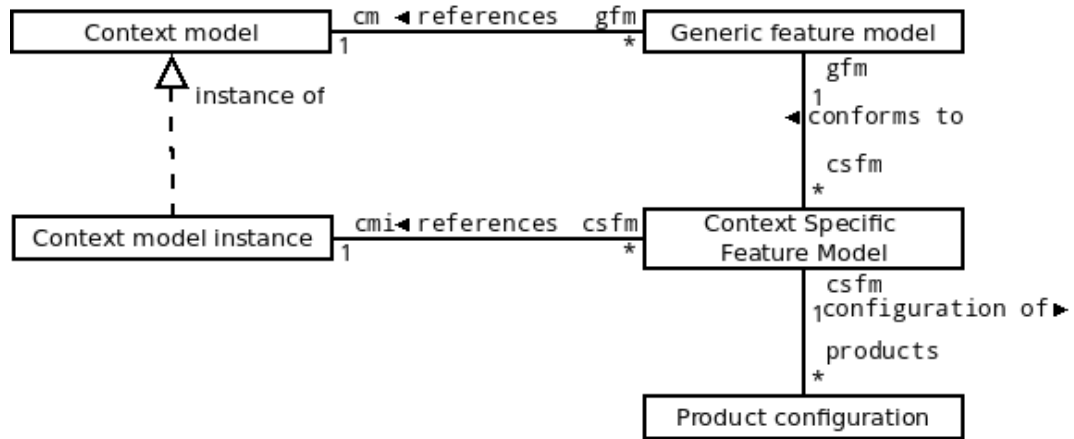 Context model
cm ◄ references gfm
1
*
Generic feature model
instance of
gfm
1
◄ conforms to
csfm
*
Context model instance
cmi◄ references csfm
1
*
Context Specific
Feature Model
csfm
1
configuration of►
products
*
Product configuration